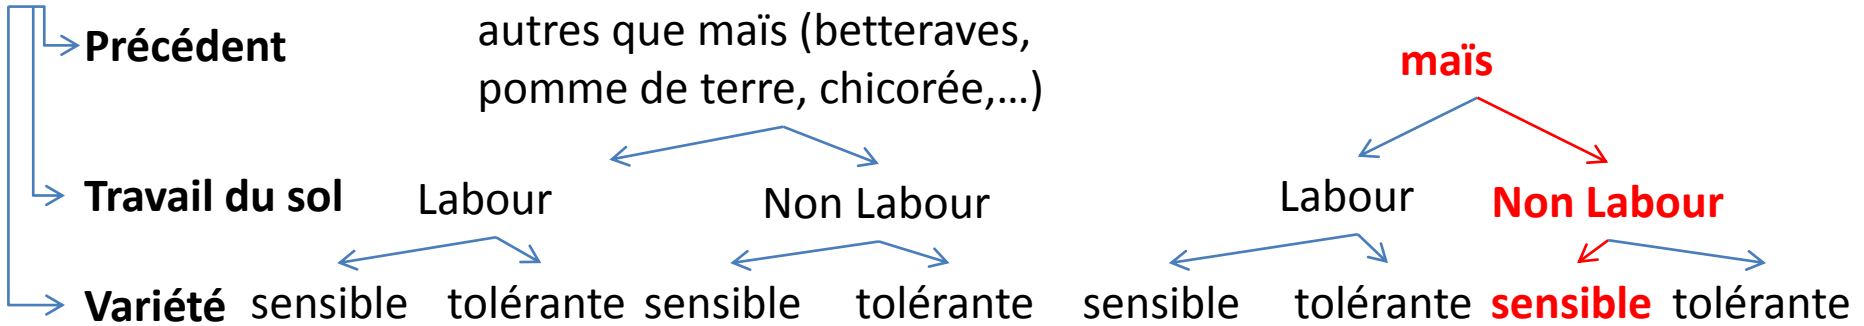 Précédent
autres que maïs (betteraves,
pomme de terre, chicorée,...)
maïs
Travail du sol
Labour
Non Labour
Labour
Non Labour
Variété
sensible
tolérante
sensible
tolérante
sensible
tolérante
sensible
tolérante